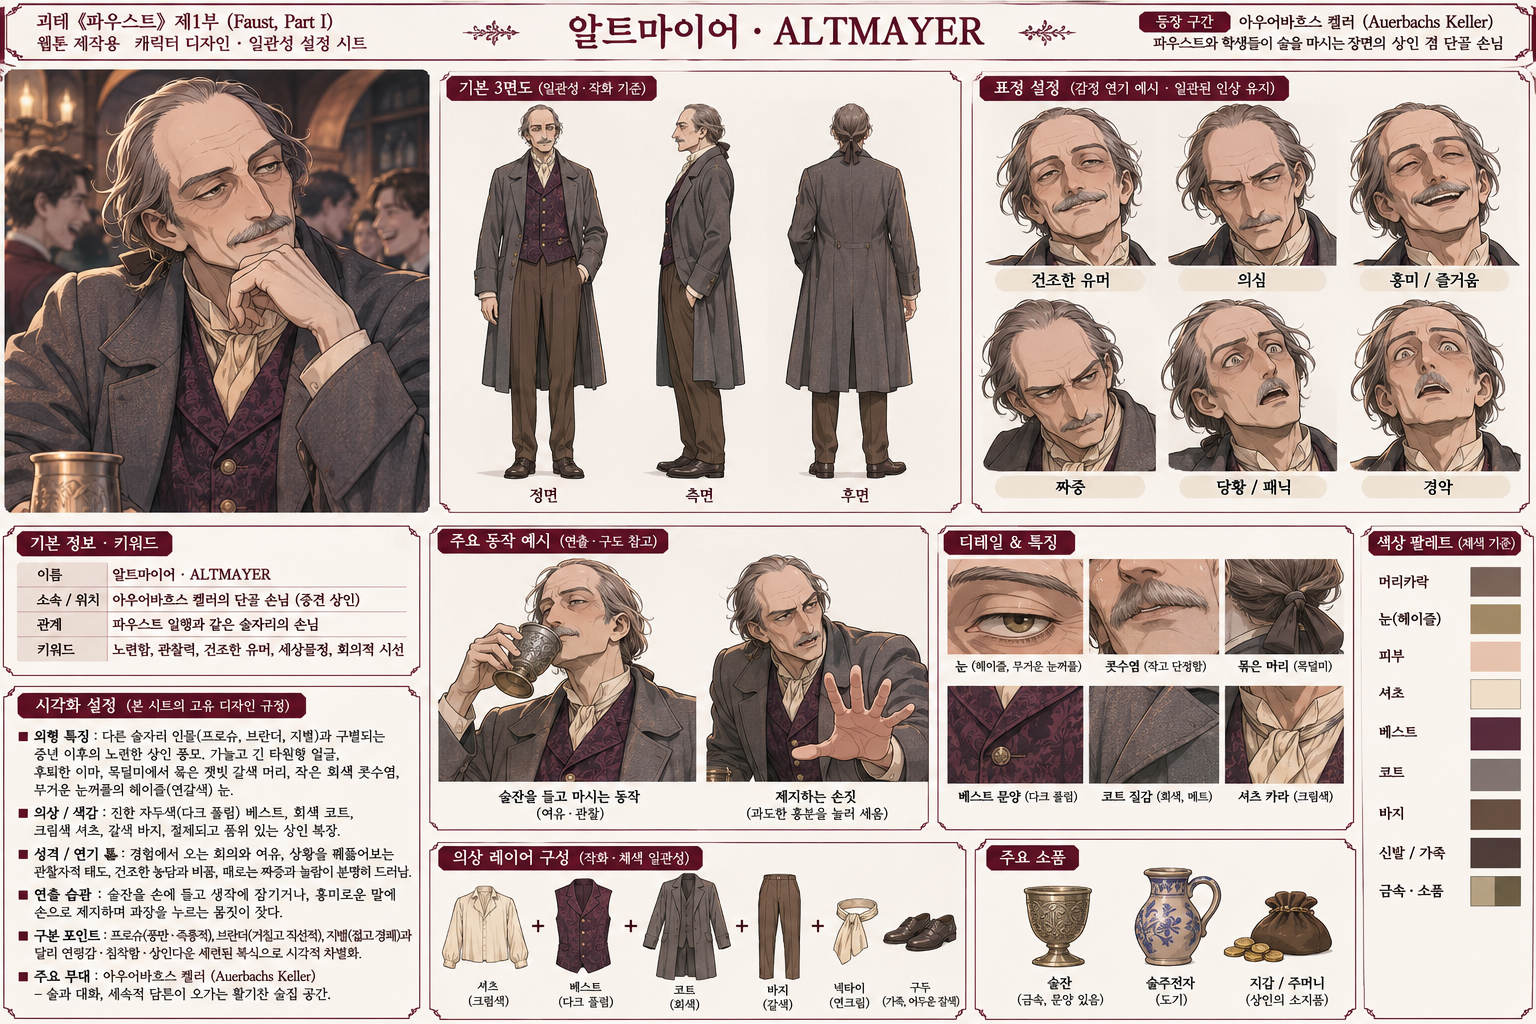 괴테 《파우스트》 제1부 (Faust, Part I)
웹툰 제작용 캐릭터 디자인 · 일관성 설정 시트
알트마이어 · ALTMAYER
등장 구간 아우어바흐스 켈러 (Auerbachs Keller)
파우스트와 학생들이 술을 마시는 장면의 상인 겸 단골 손님
기본 3면도 (일관성 · 작화 기준)
정면
측면
후면
표정 설정 (감정 연기 예시 · 일관된 인상 유지)
건조한 유머
의심
흥미 / 즐거움
짜증
당황 / 패닉
경악
기본 정보 · 키워드
이름 알트마이어 · ALTMAYER
소속 / 위치 아우어바흐스 켈러의 단골 손님 (중견 상인)
관계 파우스트 일행과 같은 술자리의 손님
키워드 노련함, 관찰력, 건조한 유머, 세상물정, 회의적 시선
시각화 설정 (본 시트의 고유 디자인 규정)
■ 외형 특징 : 다른 술자리 인물(프로슈, 브란더, 지벨)과 구별되는
중년 이후의 노련한 상인 풍모. 가늘고 긴 타원형 얼굴,
후퇴한 이마, 목덜미에서 묶은 잿빛 갈색 머리, 작은 회색 콧수염,
무거운 눈꺼풀의 헤이즐(연갈색) 눈.
■ 의상 / 색감 : 진한 자두색(다크 플럼) 베스트, 회색 코트,
크림색 셔츠, 갈색 바지, 절제되고 품위 있는 상인 복장.
■ 성격 / 연기 톤 : 경험에서 오는 회의와 여유, 상황을 꿰뚫어보는
관찰자적 태도, 건조한 농담과 비꼼, 때로는 짜증과 놀람이 분명히 드러남.
■ 연출 습관 : 술잔을 손에 들고 생각에 잠기거나, 흥미로운 말에
손으로 제지하며 과장을 누르는 몸짓이 잦다.
■ 구분 포인트 : 프로슈(풍만 · 즉흥적), 브란더(거칠고 직선적), 지벨(젊고 경쾌)과
달리 연령감 · 침착함 · 상인다운 세련된 복식으로 시각적 차별화.
■ 주요 무대 : 아우어바흐스 켈러 (Auerbachs Keller)
– 술과 대화, 세속적 담론이 오가는 활기찬 술집 공간.
주요 동작 예시 (연출 · 구도 참고)
술잔을 들고 마시는 동작
(여유 · 관찰)
제지하는 손짓
(과도한 흥분을 눌러 세움)
디테일 & 특징
눈 (헤이즐, 무거운 눈꺼풀)
콧수염 (작고 단정함)
묶은 머리 (목덜미)
베스트 문양 (다크 플럼)
코트 질감 (회색, 매트)
셔츠 카라 (크림색)
색상 팔레트 (채색 기준)
머리카락
눈(헤이즐)
피부
셔츠
베스트
코트
바지
신발 / 가죽
금속 · 소품
의상 레이어 구성 (작화 · 채색 일관성)
+ + + +
셔츠
(크림색)
베스트
(다크 플럼)
코트
(회색)
바지
(갈색)
넥타이
(연크림)
구두
(가죽, 어두운 갈색)
주요 소품
술잔
(금속, 문양 있음)
술주전자
(도기)
지갑 / 주머니
(상인의 소지품)